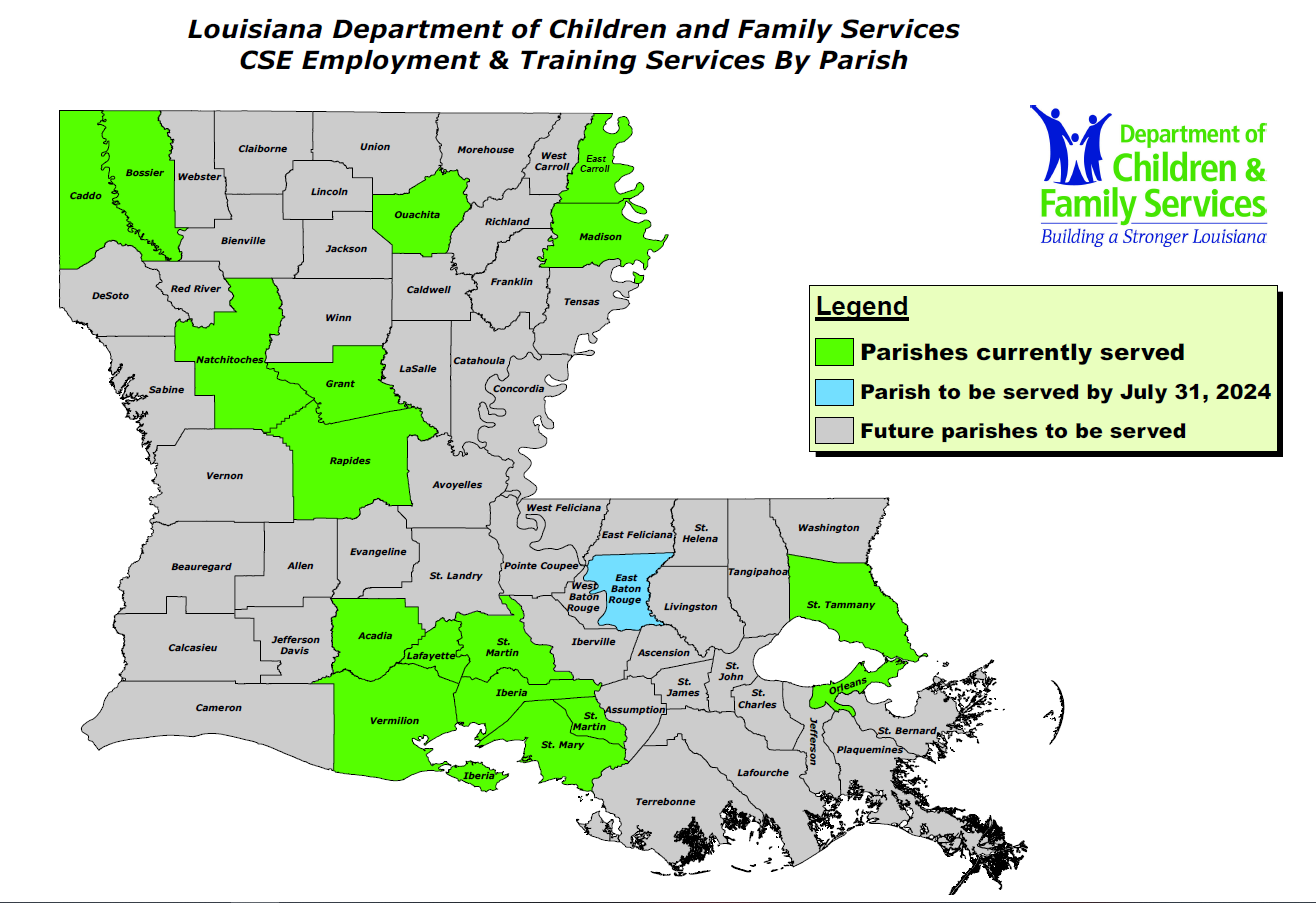 Louisiana Department of Children and Family Services
CSE Employment & Training Services By Parish
Department of
Children &
Family Services
Building a Stronger Louisiana
Legend
Parishes currently served
Parish to be served by July 31, 2024
Future parishes to be served
Caddo
Bossier
Webster
Claiborne
Union
Morehouse
West
Carroll
East
Carroll
Lincoln
Ouachita
Richland
Madison
Bienville
Jackson
DeSoto
Red River
Caldwell
Franklin
Tensas
Winn
Natchitoches
Grant
LaSalle
Catahoula
Concordia
Sabine
Rapides
Vernon
Avoyelles
West Feliciana
East Feliciana
St.
Helena
Washington
Beauregard
Allen
Evangeline
St. Landry
Pointe Coupee
West
Baton
Rouge
East
Baton
Rouge
Tangipahoa
Livingston
St. Tammany
Calcasieu
Jefferson
Davis
Acadia
Lafayette
St.
Martin
Iberville
Ascension
St.
John
St.
James
St.
Charles
Orleans
Cameron
Vermilion
Iberia
St.
Martin
Assumption
Jefferson
St. Bernard
Plaquemines
St. Mary
Iberia
Lafourche
Terrebonne